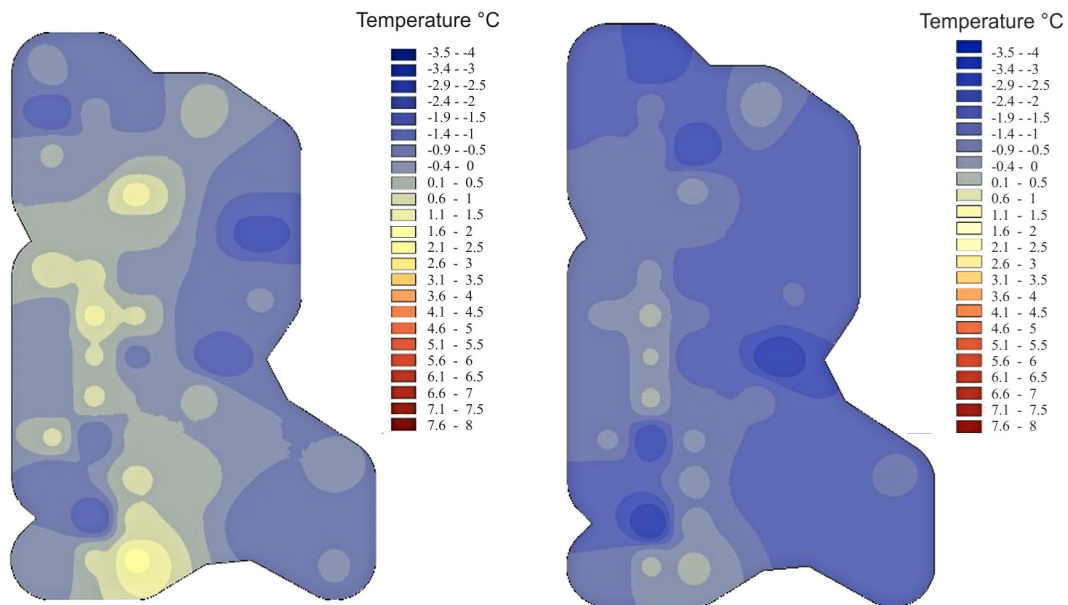 Temperature °C
-3.5 - -4
-3.4 - -3
-2.9 - -2.5
-2.4 - -2
-1.9 - -1.5
-1.4 - -1
-0.9 - -0.5
-0.4 - 0
0.1 - 0.5
0.6 - 1
1.1 - 1.5
1.6 - 2
2.1 - 2.5
2.6 - 3
3.1 - 3.5
3.6 - 4
4.1 - 4.5
4.6 - 5
5.1 - 5.5
5.6 - 6
6.1 - 6.5
6.6 - 7
7.1 - 7.5
7.6 - 8
Temperature °C
-3.5 - -4
-3.4 - -3
-2.9 - -2.5
-2.4 - -2
-1.9 - -1.5
-1.4 - -1
-0.9 - -0.5
-0.4 - 0
0.1 - 0.5
0.6 - 1
1.1 - 1.5
1.6 - 2
2.1 - 2.5
2.6 - 3
3.1 - 3.5
3.6 - 4
4.1 - 4.5
4.6 - 5
5.1 - 5.5
5.6 - 6
6.1 - 6.5
6.6 - 7
7.1 - 7.5
7.6 - 8